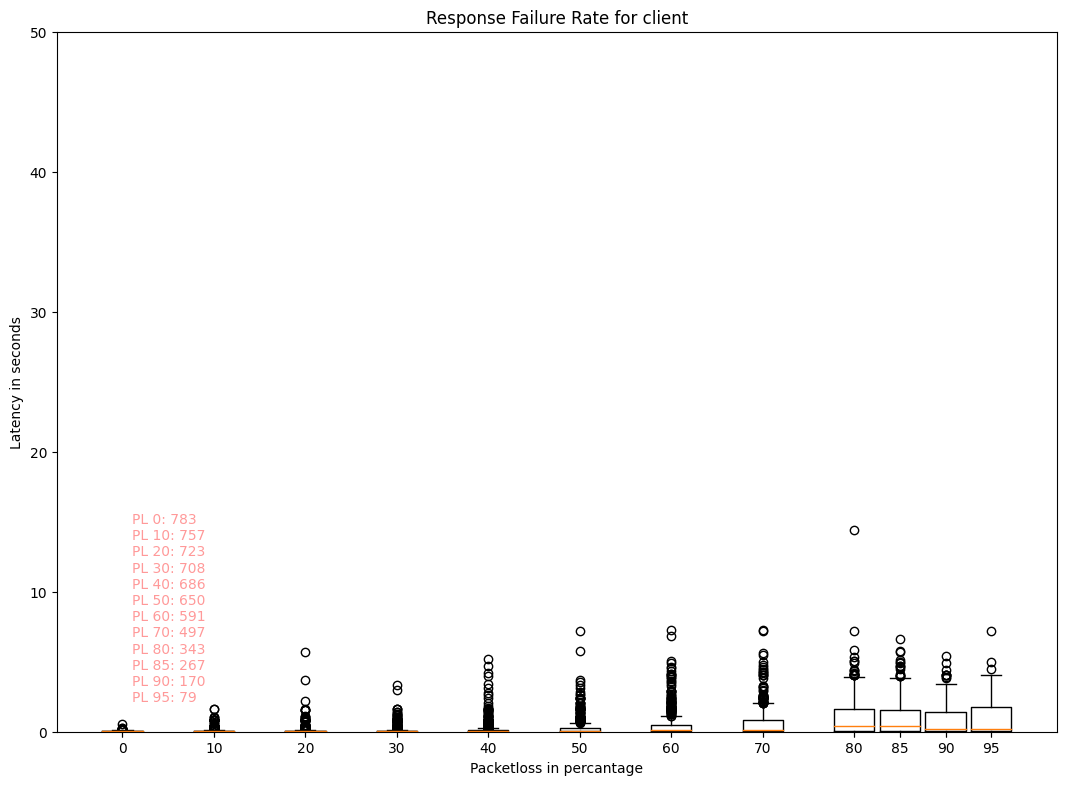 Response Failure Rate for client
50
40
30
20
10
0
Latency in seconds
PL 0: 783
PL 10: 757
PL 20: 723
PL 30: 708
PL 40: 686
PL 50: 650
PL 60: 591
PL 70: 497
PL 80: 343
PL 85: 267
PL 90: 170
PL 95: 79
0 10 20 30 40 50 60 70 80 85 90 95
Packetloss in percantage